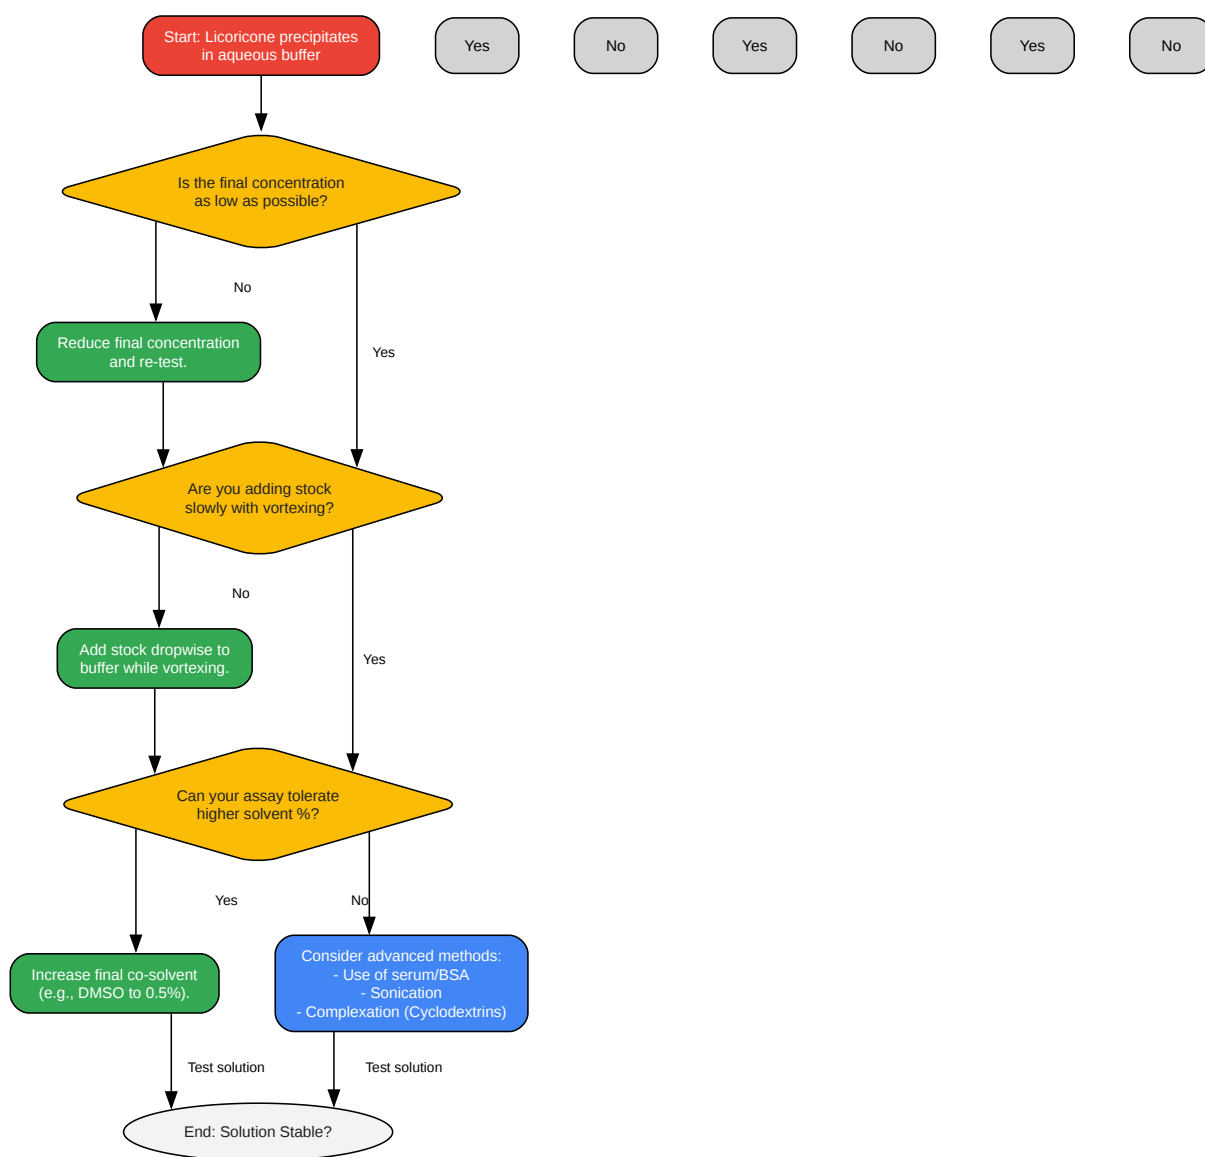 Start: Licoricone precipitates
in aqueous buffer
Yes
No
Yes
No
Yes
No
Is the final concentration
as low as possible?
No
Reduce final concentration
and re-test.
Yes
Are you adding stock
slowly with vortexing?
No
Add stock dropwise to
buffer while vortexing.
Yes
Can your assay tolerate
higher solvent %?
Yes
No
Increase final co-solvent
(e.g., DMSO to 0.5%).
Consider advanced methods:
- Use of serum/BSA
- Sonication
- Complexation (Cyclodextrins)
Test solution
Test solution
End: Solution Stable?